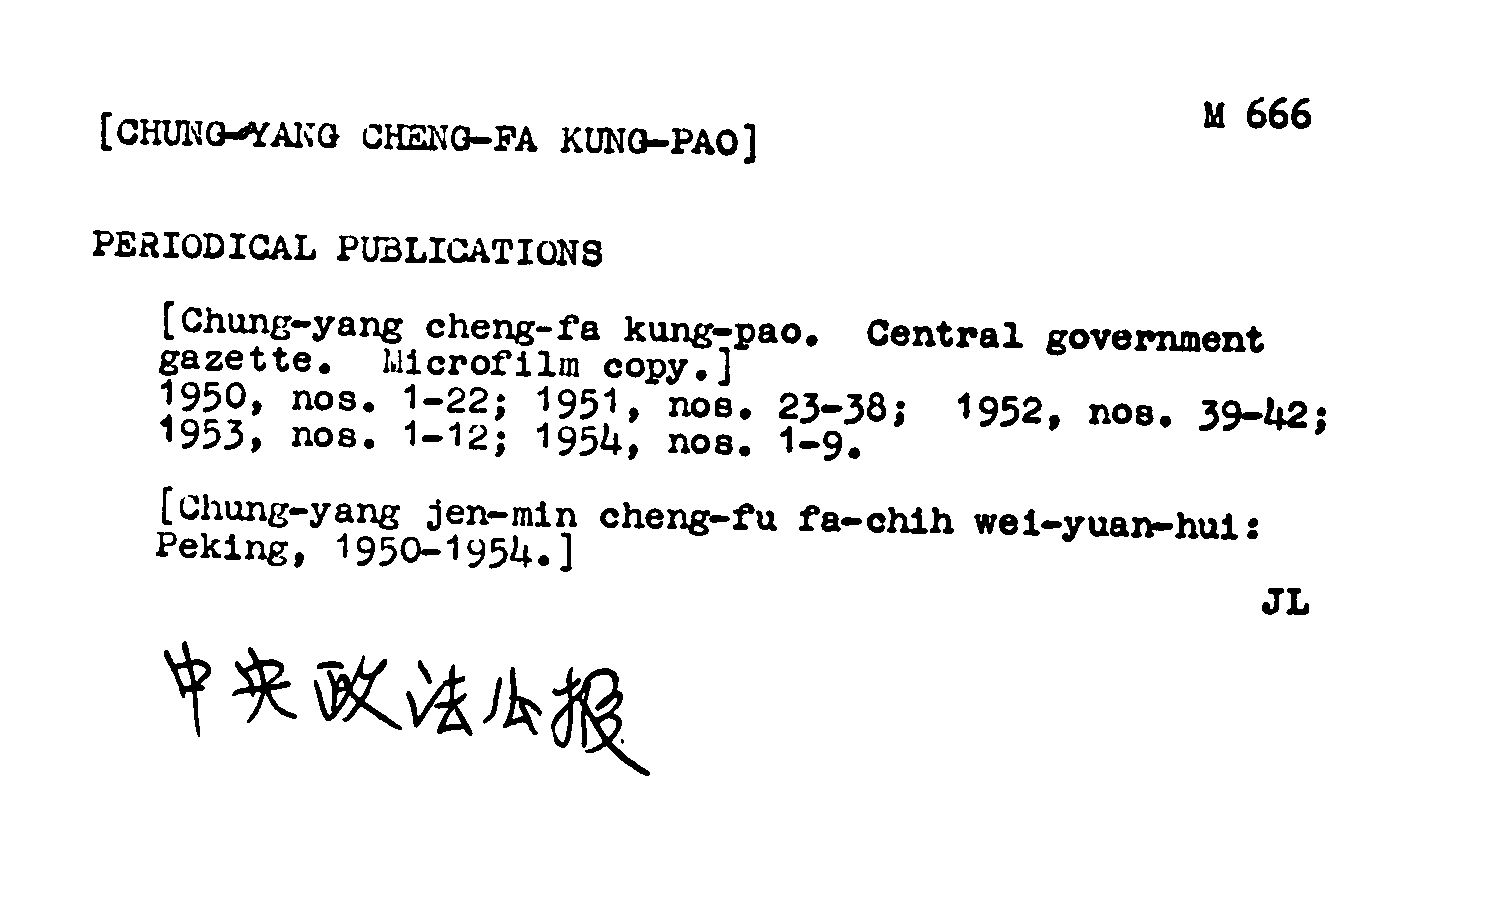 M 666
[CHUNG-YANG CHENG-FA KUNG-PAO]
PERIODICAL PUBLICATIONS
[Chung-yang cheng-fa kung-pao. Central government
gazette. Microfilm copy.]
1950, nos. 1-22; 1951, nos. 23-38; 1952, nos. 39-42;
1953, nos. 1-12; 1954, nos. 1-9.
[Chung-yang jen-min cheng-fu fa-chih wei-yuan-hui:
Peking, 1950-1954.]
JL
中央政法公报